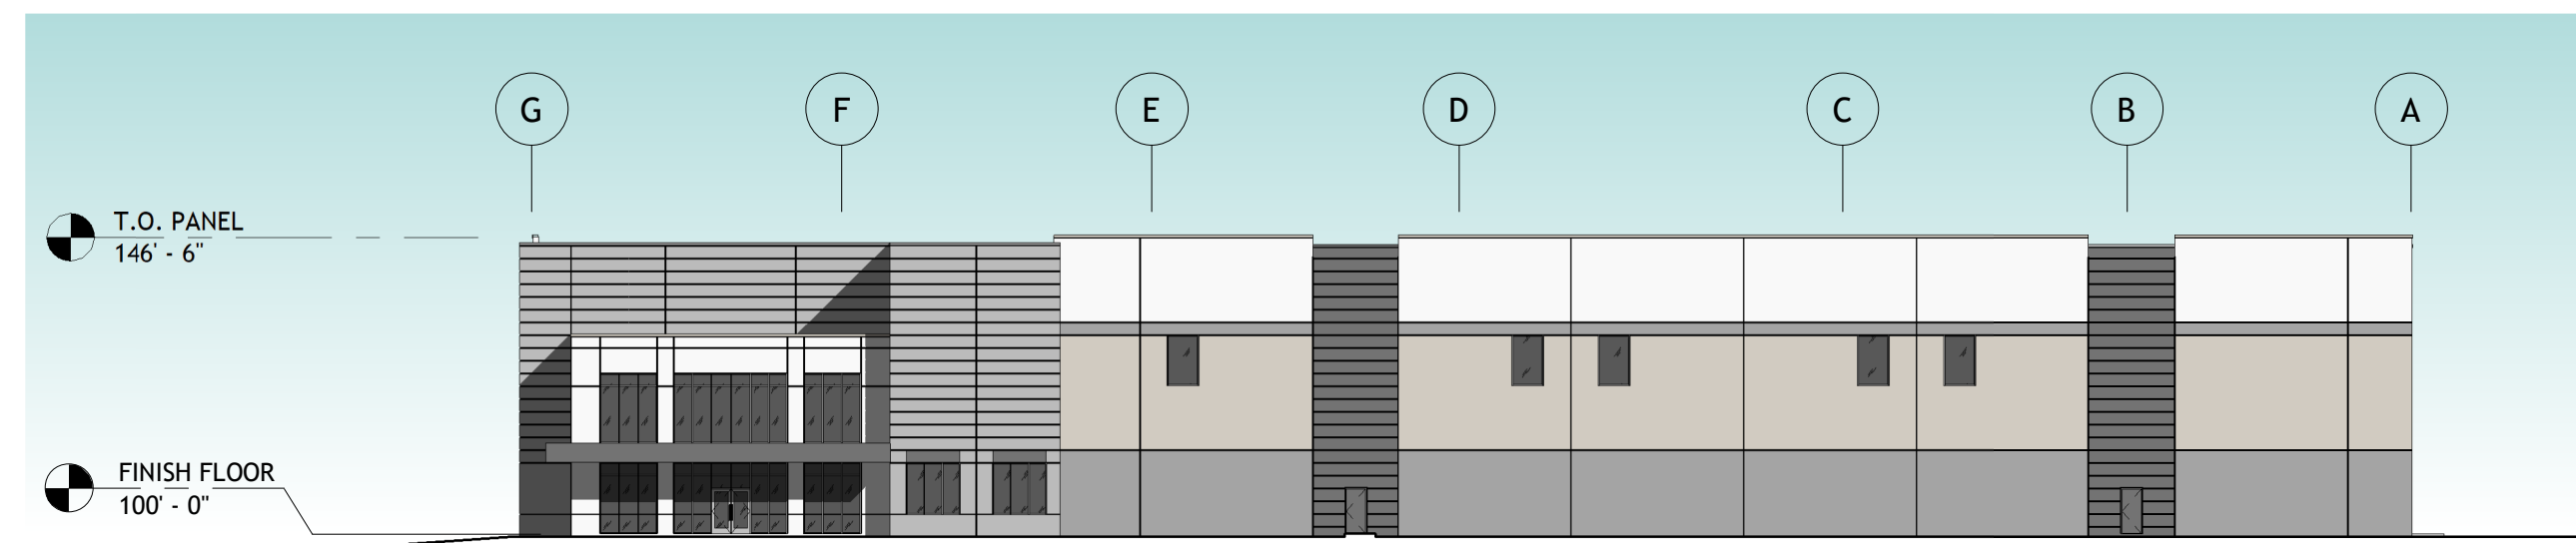 G F E D C B A
T.O. PANEL
146' - 6"
FINISH FLOOR
100' - 0"